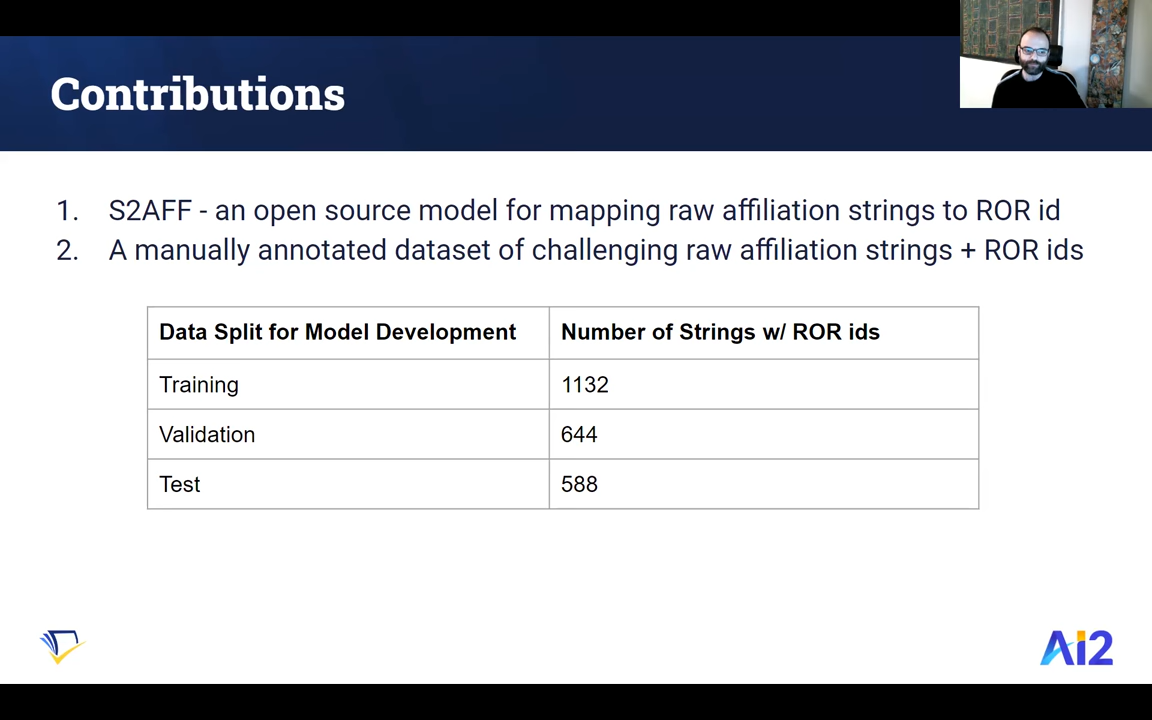 Contributions
1. S2AFF - an open source model for mapping raw affiliation strings to ROR id
2. A manually annotated dataset of challenging raw affiliation strings + ROR ids
Data Split for Model Development Number of Strings w/ ROR ids
Training 1132
Validation 644
Test 588
Ai2